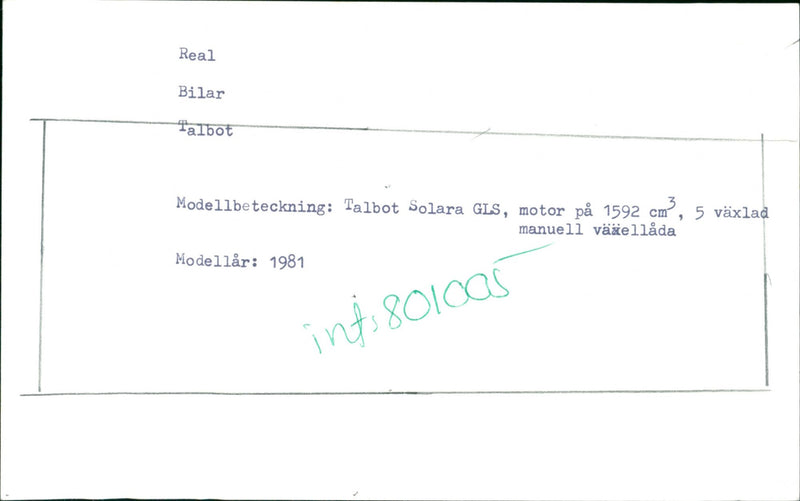 Real
Bilar
Talbot
Modellbeteckning: Talbot Solara GLS, motor på 1592 cm³, 5 växlad
manuell växellåda
Modellår: 1981
inf. 801005